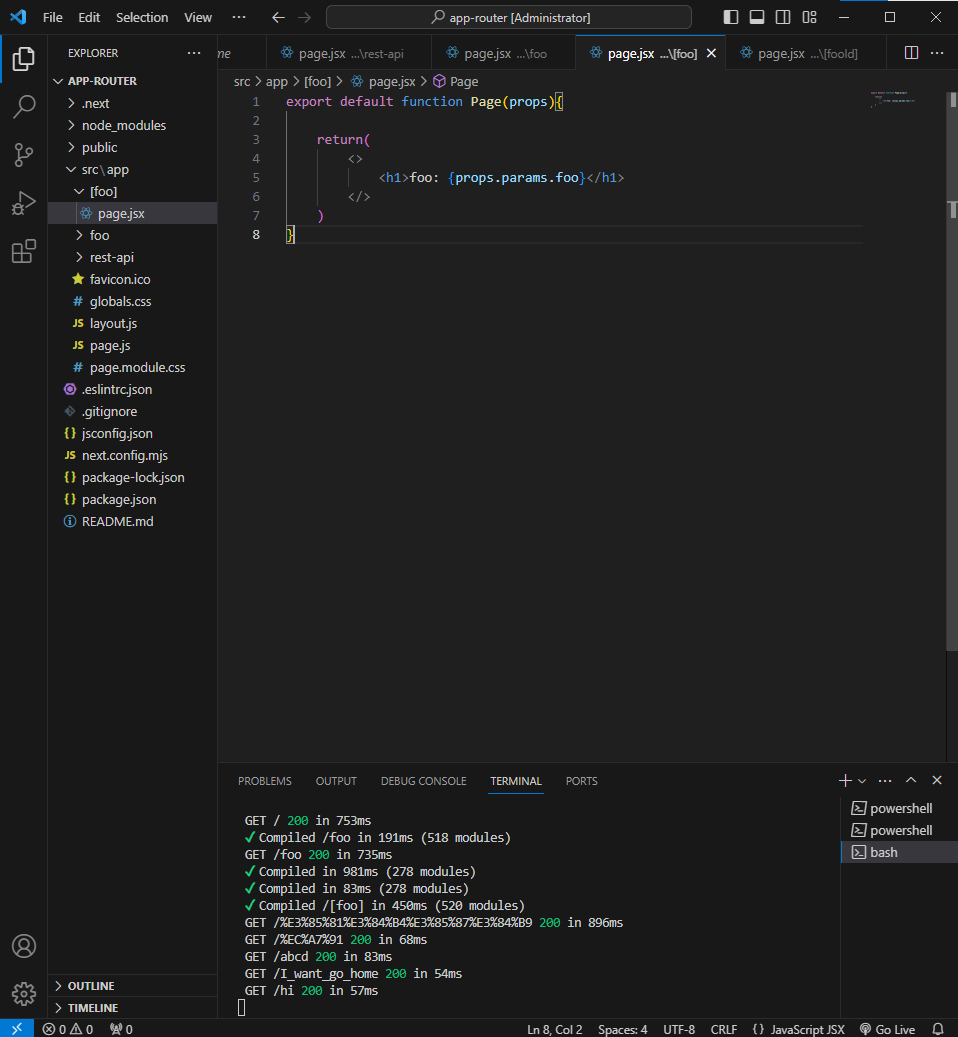 File Edit Selection View ··· app-router [Administrator]
EXPLORER ···
me page.jsx ...\rest-api page.jsx ...\foo page.jsx ...\[foo] page.jsx ...\[foold] ···
src > app > [foo] > page.jsx > Page
APP-ROUTER
.next
node_modules
public
src\app
[foo]
page.jsx
foo
rest-api
favicon.ico
# globals.css
JS layout.js
JS page.js
# page.module.css
.eslintrc.json
.gitignore
{} jsconfig.json
JS next.config.mjs
{} package-lock.json
{} package.json
README.md
OUTLINE
TIMELINE
1 export default function Page(props){
2
3 return(
4 <>
5 <h1>foo: {props.params.foo}</h1>
6 </>
7 )
8 }
PROBLEMS OUTPUT DEBUG CONSOLE TERMINAL PORTS
GET / 200 in 753ms
✓ Compiled /foo in 191ms (518 modules)
GET /foo 200 in 735ms
✓ Compiled in 981ms (278 modules)
✓ Compiled in 83ms (278 modules)
✓ Compiled /[foo] in 450ms (520 modules)
GET /%E3%85%81%E3%84%B4%E3%85%87%E3%84%B9 200 in 896ms
GET /%EC%A7%91 200 in 68ms
GET /abcd 200 in 83ms
GET /I_want_go_home 200 in 54ms
GET /hi 200 in 57ms
powershell
powershell
bash
0 0 0 Ln 8, Col 2 Spaces: 4 UTF-8 CRLF {} JavaScript JSX Go Live